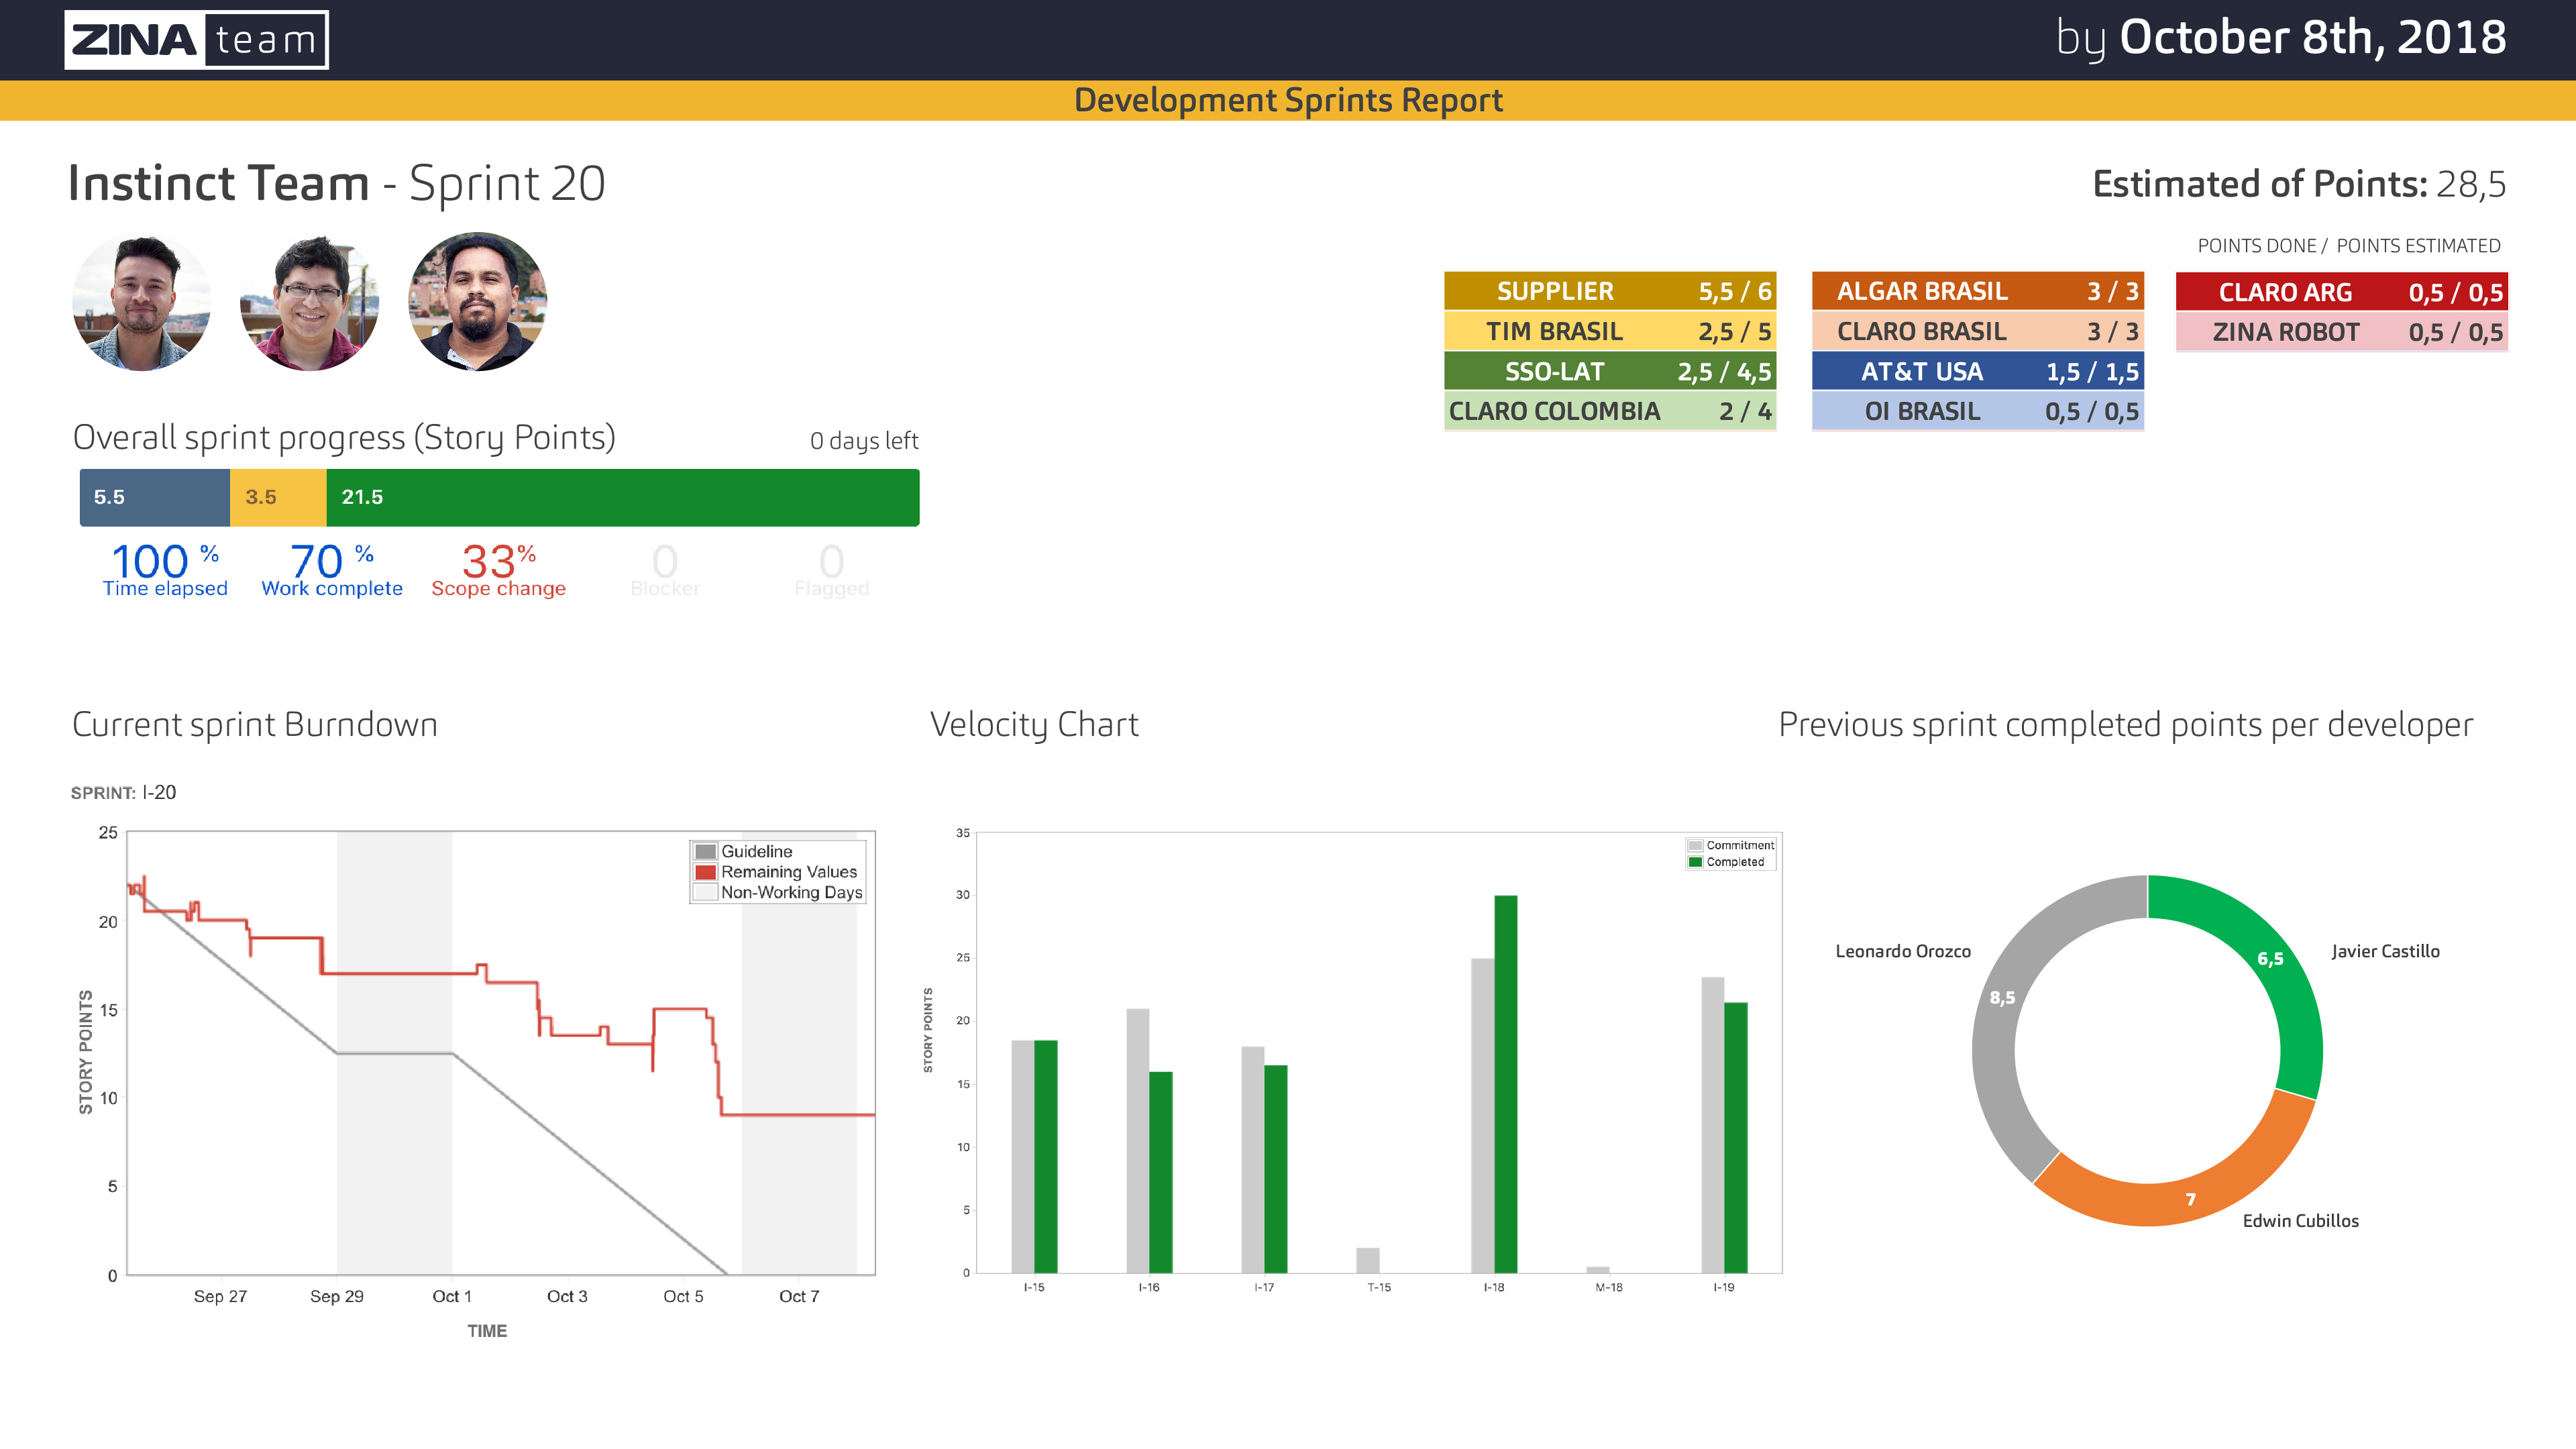 ZINA team
by October 8th, 2018
Development Sprints Report
Instinct Team - Sprint 20
Estimated of Points: 28,5
POINTS DONE / POINTS ESTIMATED
SUPPLIER 5,5 / 6
TIM BRASIL 2,5 / 5
SSO-LAT 2,5 / 4,5
CLARO COLOMBIA 2 / 4
ALGAR BRASIL 3 / 3
CLARO BRASIL 3 / 3
AT&T USA 1,5 / 1,5
OI BRASIL 0,5 / 0,5
CLARO ARG 0,5 / 0,5
ZINA ROBOT 0,5 / 0,5
Overall sprint progress (Story Points)
0 days left
5.5 3.5 21.5
100 % 70 % 33% 0 0
Time elapsed Work complete Scope change Blocker Flagged
Current sprint Burndown
SPRINT: I-20
25
20
15
10
5
0
STORY POINTS
Guideline
Remaining Values
Non-Working Days
Sep 27 Sep 29 Oct 1 Oct 3 Oct 5 Oct 7
TIME
Velocity Chart
35
30
25
20
15
10
5
0
STORY POINTS
Commitment
Completed
I-15 I-16 I-17 T-15 I-18 M-18 I-19
Previous sprint completed points per developer
Leonardo Orozco
8,5
6,5
Javier Castillo
7
Edwin Cubillos